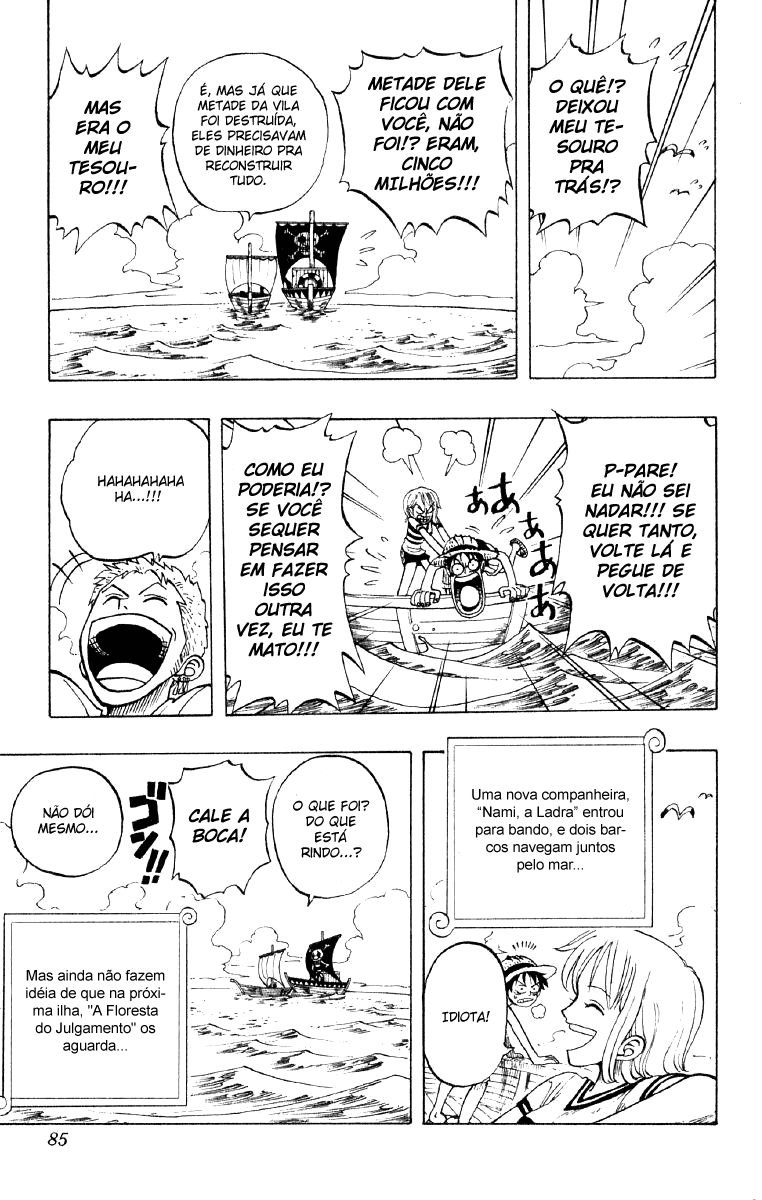 O QUÊ!?
DEIXOU
MEU TE-
SOURO
PRA
TRÁS!?
METADE DELE
FICOU COM
VOCÊ, NÃO
FOI!? ERAM,
CINCO
MILHÕES!!!
É, MAS JÁ QUE
METADE DA VILA
FOI DESTRUÍDA,
ELES PRECISAVAM
DE DINHEIRO PRA
RECONSTRUIR
TUDO.
MAS
ERA O
MEU
TESOU-
RO!!!
P-PARE!
EU NÃO SEI
NADAR!!! SE
QUER TANTO,
VOLTE LÁ E
PEGUE DE
VOLTA!!!
あああああ
COMO EU
PODERIA!?
SE VOCÊ
SEQUER
PENSAR
EM FAZER
ISSO
OUTRA
VEZ, EU TE
MATO!!!
HAHAHAHAHA
HA...!!!
Uma nova companheira,
“Nami, a Ladra” entrou
para bando, e dois bar-
cos navegam juntos
pelo mar...
IDIOTA!
O QUE FOI?
DO QUE
ESTÁ
RINDO...?
CALE A
BOCA!
ゴン!!
NÃO DÓI
MESMO...
Mas ainda não fazem
idéia de que na próxi-
ma ilha, "A Floresta
do Julgamento" os
aguarda...
85